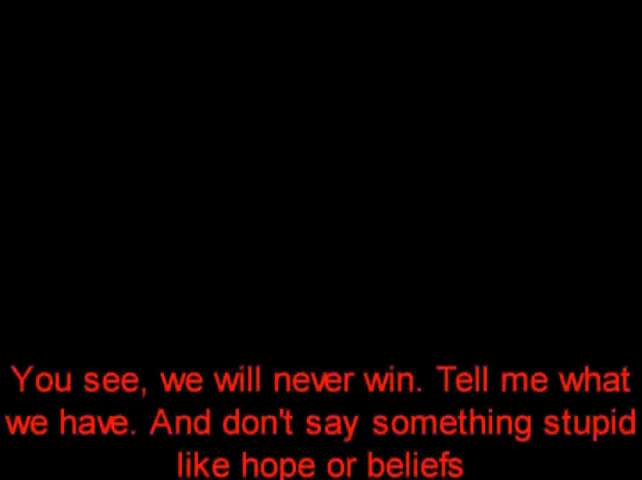 You see, we will never win. Tell me what
we have. And don't say something stupid
like hope or beliefs